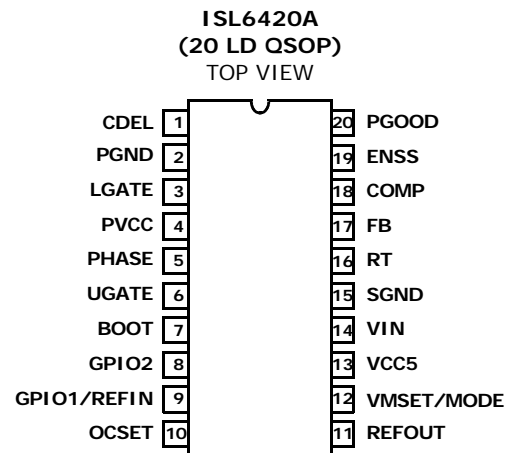 ISL6420A
(20 LD QSOP)
TOP VIEW
CDEL 1 20 PGOOD
PGND 2 19 ENSS
LGATE 3 18 COMP
PVCC 4 17 FB
PHASE 5 16 RT
UGATE 6 15 SGND
BOOT 7 14 VIN
GPIO2 8 13 VCC5
GPIO1/REFIN 9 12 VMSET/MODE
OCSET 10 11 REFOUT